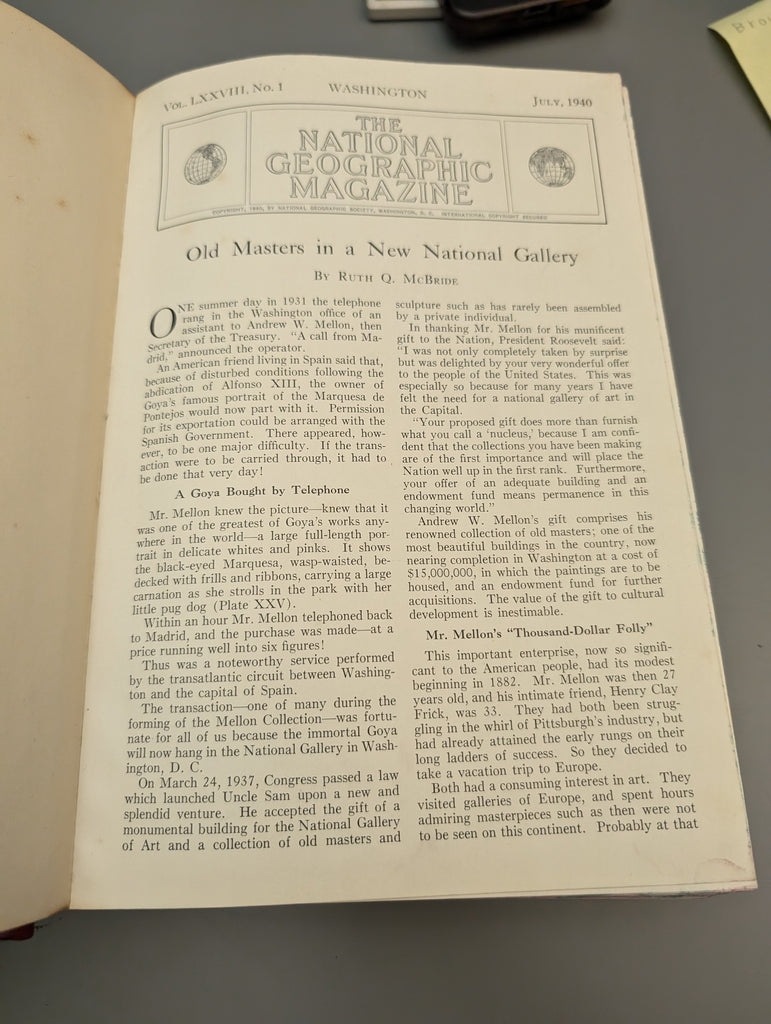 VOL. LXXVIII, No. 1
WASHINGTON
JULY, 1940
THE
NATIONAL
GEOGRAPHIC
MAGAZINE
COPYRIGHT, 1940, BY NATIONAL GEOGRAPHIC SOCIETY, WASHINGTON, D. C. INTERNATIONAL COPYRIGHT SECURED
Old Masters in a New National Gallery
BY RUTH Q. MCBRIDE
ONE summer day in 1931 the telephone
rang in the Washington office of an
assistant to Andrew W. Mellon, then
Secretary of the Treasury. "A call from Ma-
drid," announced the operator.
An American friend living in Spain said that,
because of disturbed conditions following the
abdication of Alfonso XIII, the owner of
Goya's famous portrait of the Marquesa de
Pontejos would now part with it. Permission
for its exportation could be arranged with the
Spanish Government. There appeared, how-
ever, to be one major difficulty. If the trans-
action were to be carried through, it had to
be done that very day!
A Goya Bought by Telephone
Mr. Mellon knew the picture—knew that it
was one of the greatest of Goya's works any-
where in the world—a large full-length por-
trait in delicate whites and pinks. It shows
the black-eyed Marquesa, wasp-waisted, be-
decked with frills and ribbons, carrying a large
carnation as she strolls in the park with her
little pug dog (Plate XXV).
Within an hour Mr. Mellon telephoned back
to Madrid, and the purchase was made—at a
price running well into six figures!
Thus was a noteworthy service performed
by the transatlantic circuit between Washing-
ton and the capital of Spain.
The transaction—one of many during the
forming of the Mellon Collection—was fortu-
nate for all of us because the immortal Goya
will now hang in the National Gallery in Wash-
ington, D. C.
On March 24, 1937, Congress passed a law
which launched Uncle Sam upon a new and
splendid venture. He accepted the gift of a
monumental building for the National Gallery
of Art and a collection of old masters and
sculpture such as has rarely been assembled
by a private individual.
In thanking Mr. Mellon for his munificent
gift to the Nation, President Roosevelt said:
"I was not only completely taken by surprise
but was delighted by your very wonderful offer
to the people of the United States. This was
especially so because for many years I have
felt the need for a national gallery of art in
the Capital.
"Your proposed gift does more than furnish
what you call a 'nucleus,' because I am confi-
dent that the collections you have been making
are of the first importance and will place the
Nation well up in the first rank. Furthermore,
your offer of an adequate building and an
endowment fund means permanence in this
changing world."
Andrew W. Mellon's gift comprises his
renowned collection of old masters; one of the
most beautiful buildings in the country, now
nearing completion in Washington at a cost of
$15,000,000, in which the paintings are to be
housed, and an endowment fund for further
acquisitions. The value of the gift to cultural
development is inestimable.
Mr. Mellon's "Thousand-Dollar Folly"
This important enterprise, now so signifi-
cant to the American people, had its modest
beginning in 1882. Mr. Mellon was then 27
years old, and his intimate friend, Henry Clay
Frick, was 33. They had both been strug-
gling in the whirl of Pittsburgh's industry, but
had already attained the early rungs on their
long ladders of success. So they decided to
take a vacation trip to Europe.
Both had a consuming interest in art. They
visited galleries of Europe, and spent hours
admiring masterpieces such as then were not
to be seen on this continent. Probably at that